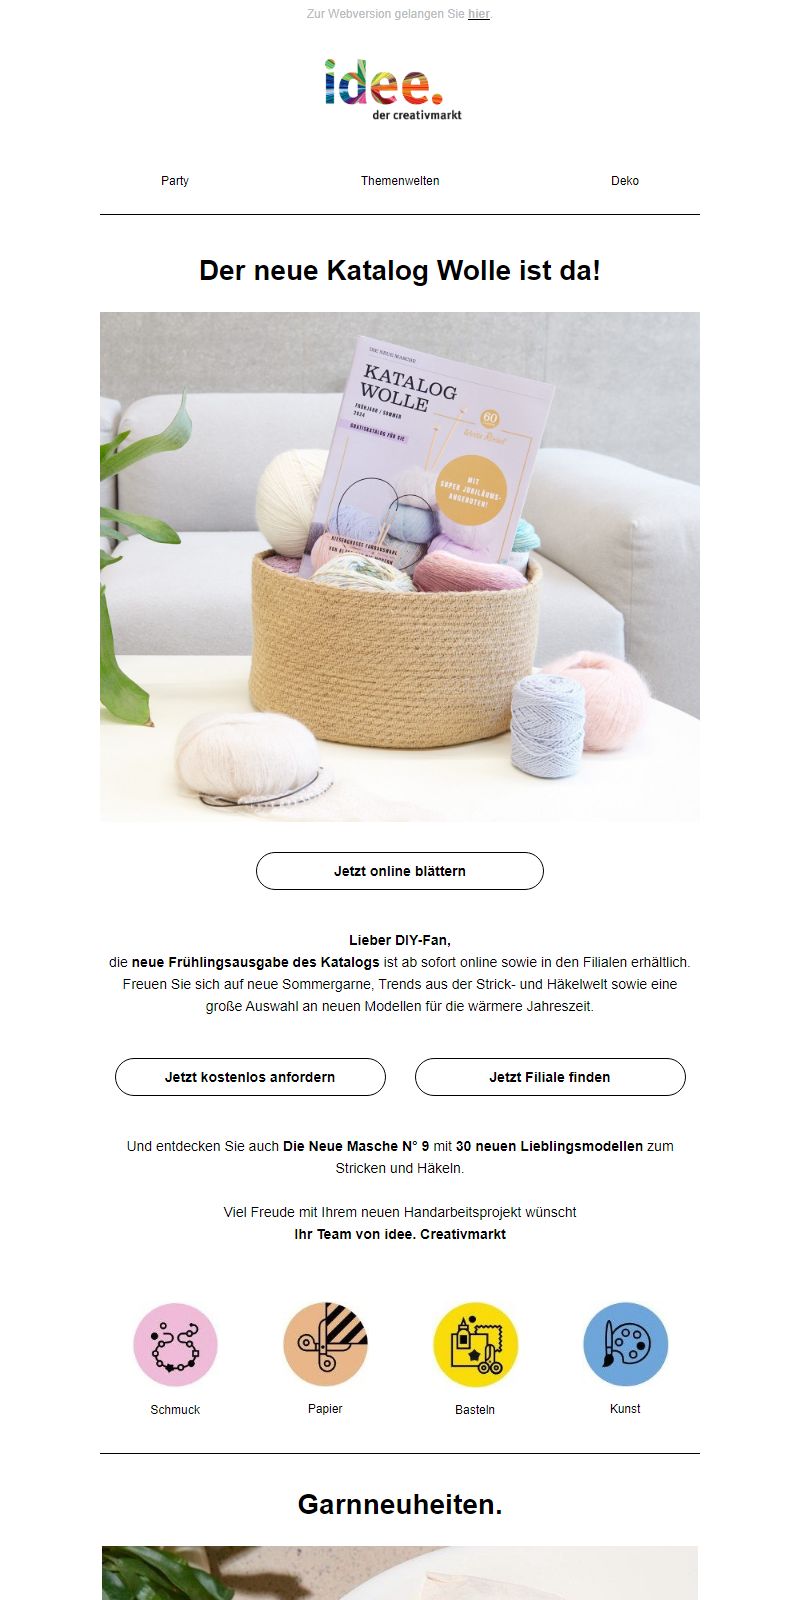 Zur Webversion gelangen Sie hier.
idee.
der creativmarkt
Party
Themenwelten
Deko
Der neue Katalog Wolle ist da!
DIE NEUE MASCHE
KATALOG
WOLLE
FRÜHJAHR / SOMMER
2024
GRATISKATALOG FÜR SIE
60
MIT
SUPER JUBILÄUMS-
ANGEBOTEN!
Jetzt online blättern
Lieber DIY-Fan,
die neue Frühlingsausgabe des Katalogs ist ab sofort online sowie in den Filialen erhältlich.
Freuen Sie sich auf neue Sommergarne, Trends aus der Strick- und Häkelwelt sowie eine
große Auswahl an neuen Modellen für die wärmere Jahreszeit.
Jetzt kostenlos anfordern
Jetzt Filiale finden
Und entdecken Sie auch Die Neue Masche N° 9 mit 30 neuen Lieblingsmodellen zum
Stricken und Häkeln.
Viel Freude mit Ihrem neuen Handarbeitsprojekt wünscht
Ihr Team von idee. Creativmarkt
Schmuck
Papier
Basteln
Kunst
Garnneuheiten.